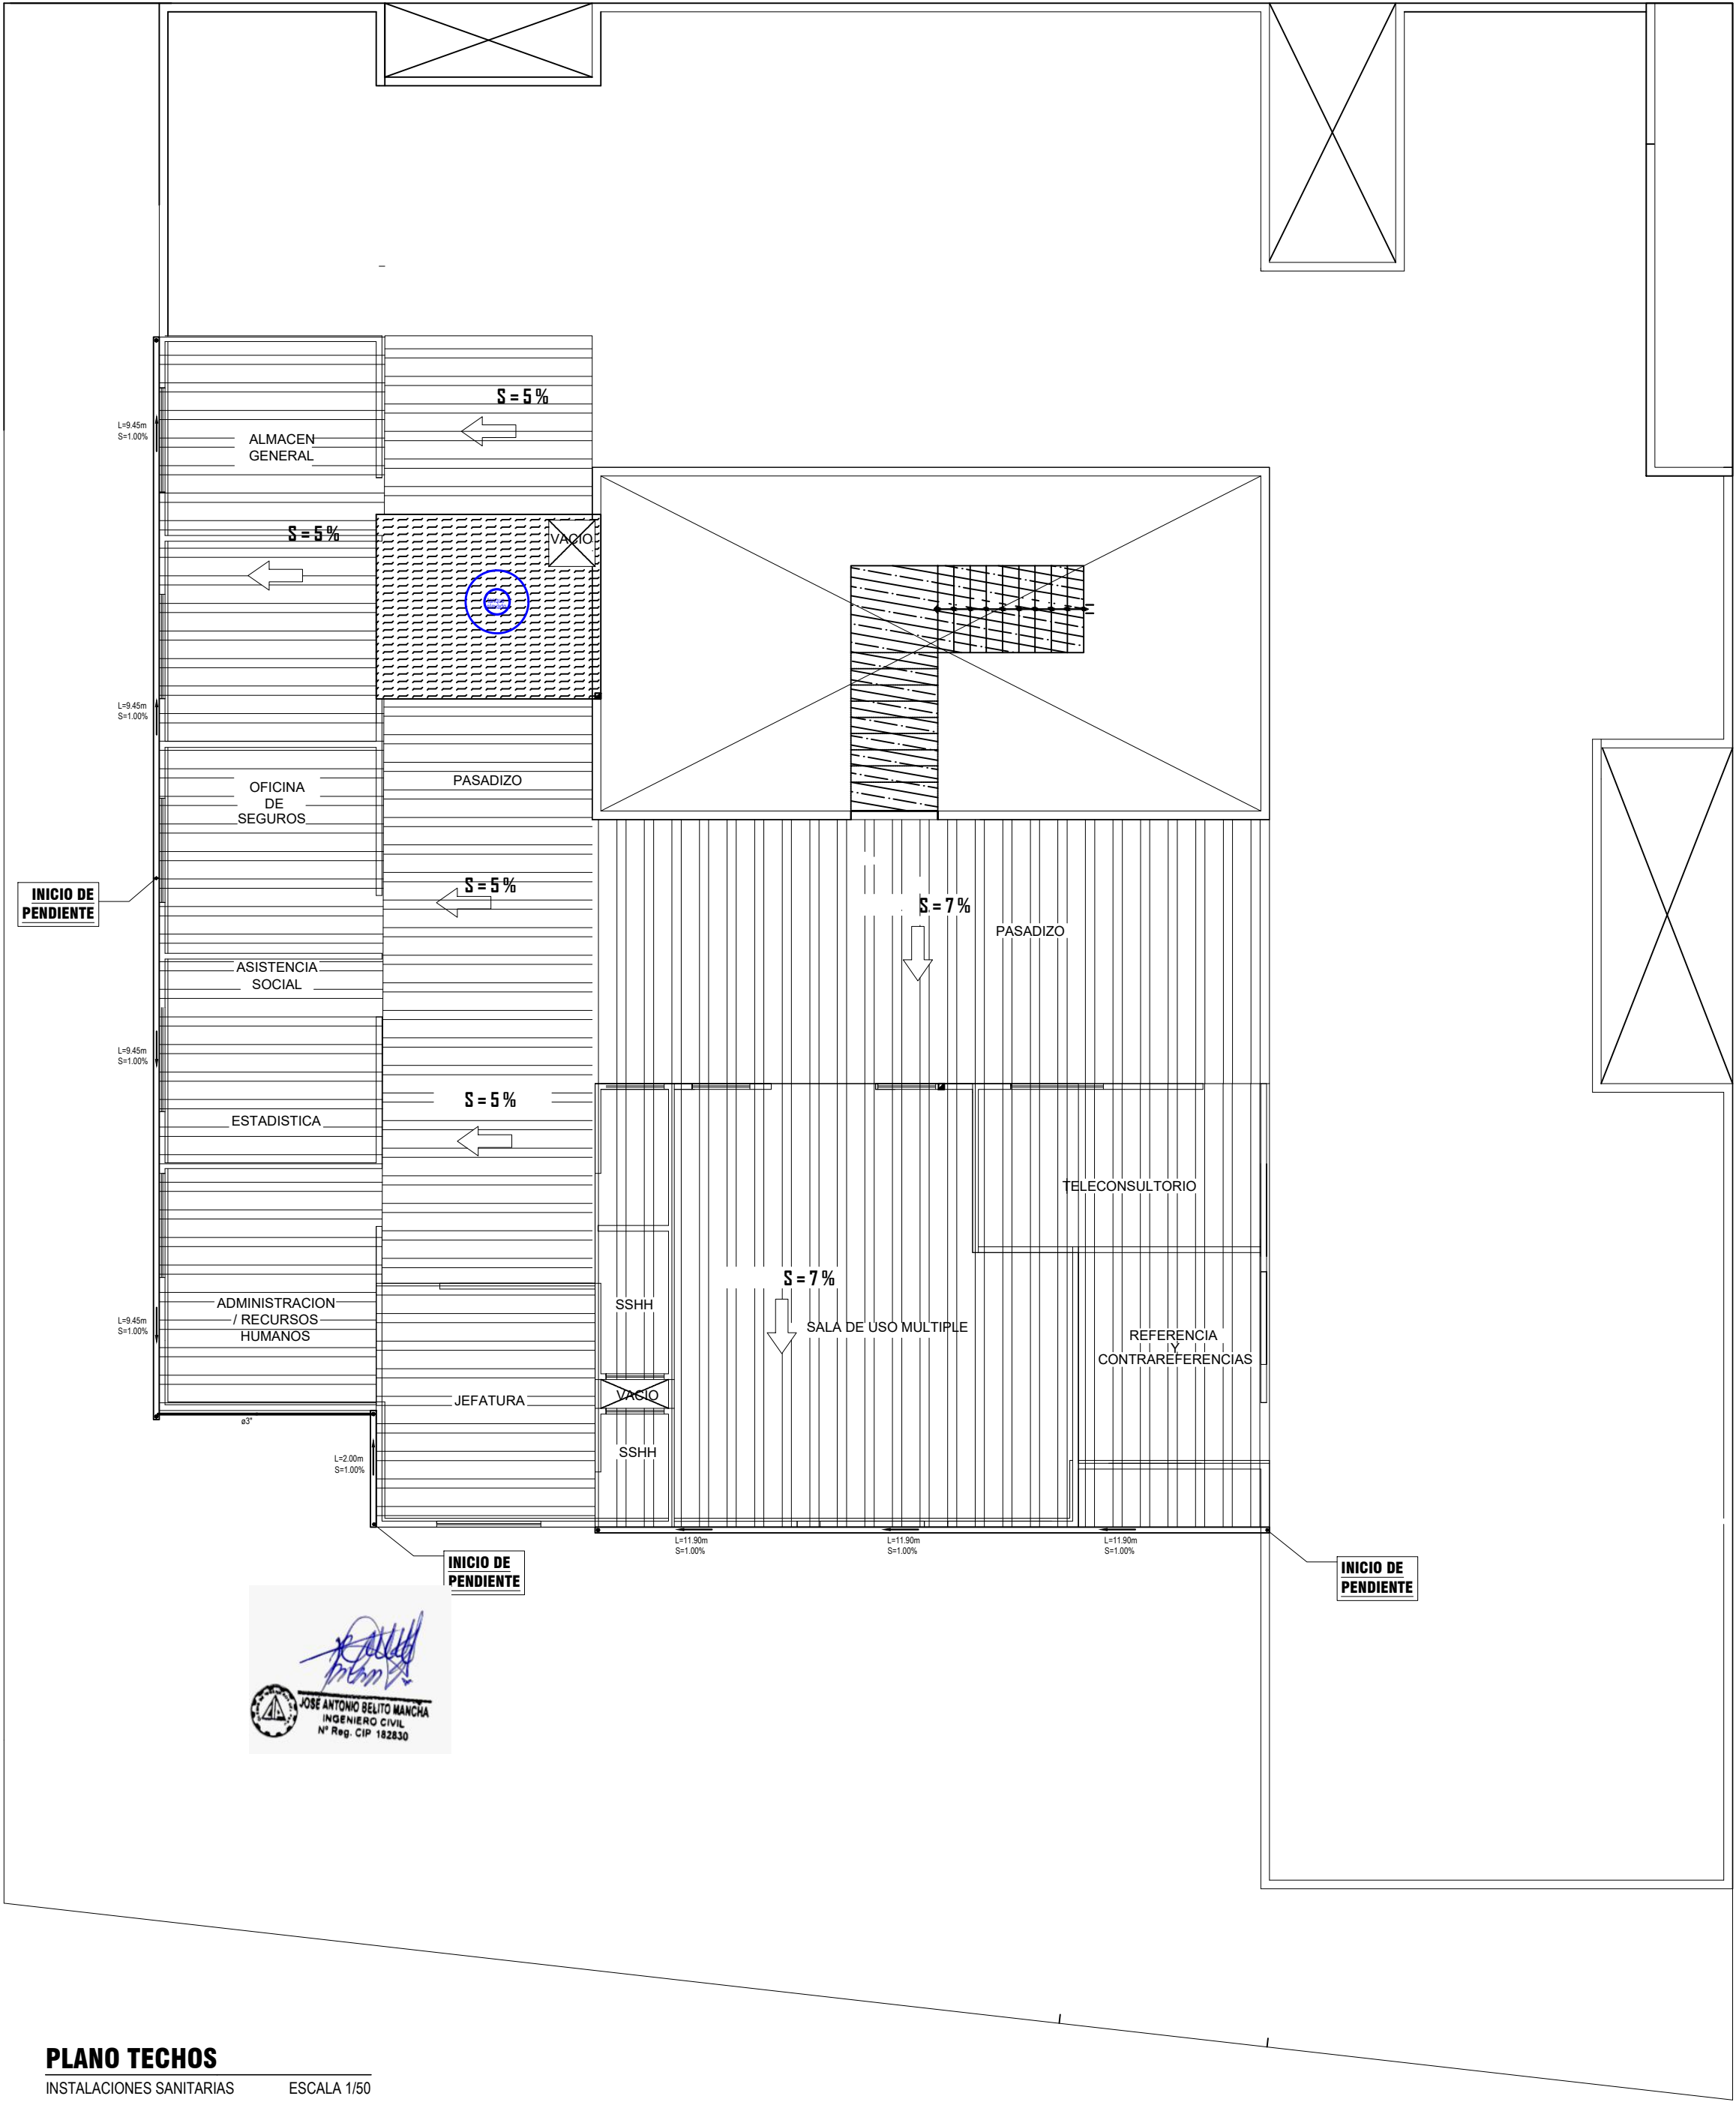 S = 5 %
L=9.45m
S=1.00%
ALMACEN
GENERAL
S = 5 %
VACIO
L=9.45m
S=1.00%
OFICINA
DE
SEGUROS
PASADIZO
INICIO DE
PENDIENTE
S = 5 %
S = 7 %
PASADIZO
ASISTENCIA
SOCIAL
L=9.45m
S=1.00%
S = 5 %
ESTADISTICA
TELECONSULTORIO
S = 7 %
ADMINISTRACION
/ RECURSOS
HUMANOS
L=9.45m
S=1.00%
SSHH
SALA DE USO MULTIPLE
REFERENCIA
Y
CONTRAREFERENCIAS
JEFATURA
VACIO
ø3"
SSHH
L=2.00m
S=1.00%
L=11.90m
S=1.00%
L=11.90m
S=1.00%
L=11.90m
S=1.00%
INICIO DE
PENDIENTE
INICIO DE
PENDIENTE
JOSÉ ANTONIO BELITO MANCHA
INGENIERO CIVIL
Nº Reg. CIP 182830
PLANO TECHOS
INSTALACIONES SANITARIAS ESCALA 1/50